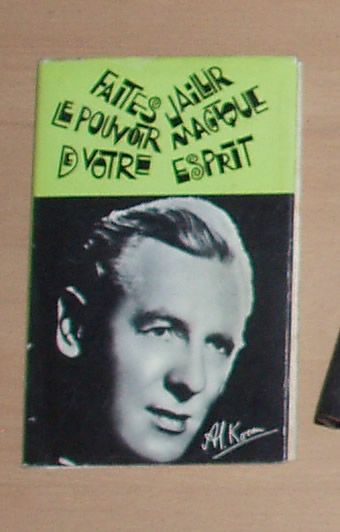 FAITES JAILLIR
LE POUVOIR MAGIQUE
DE VOTRE ESPRIT
Al. Koran